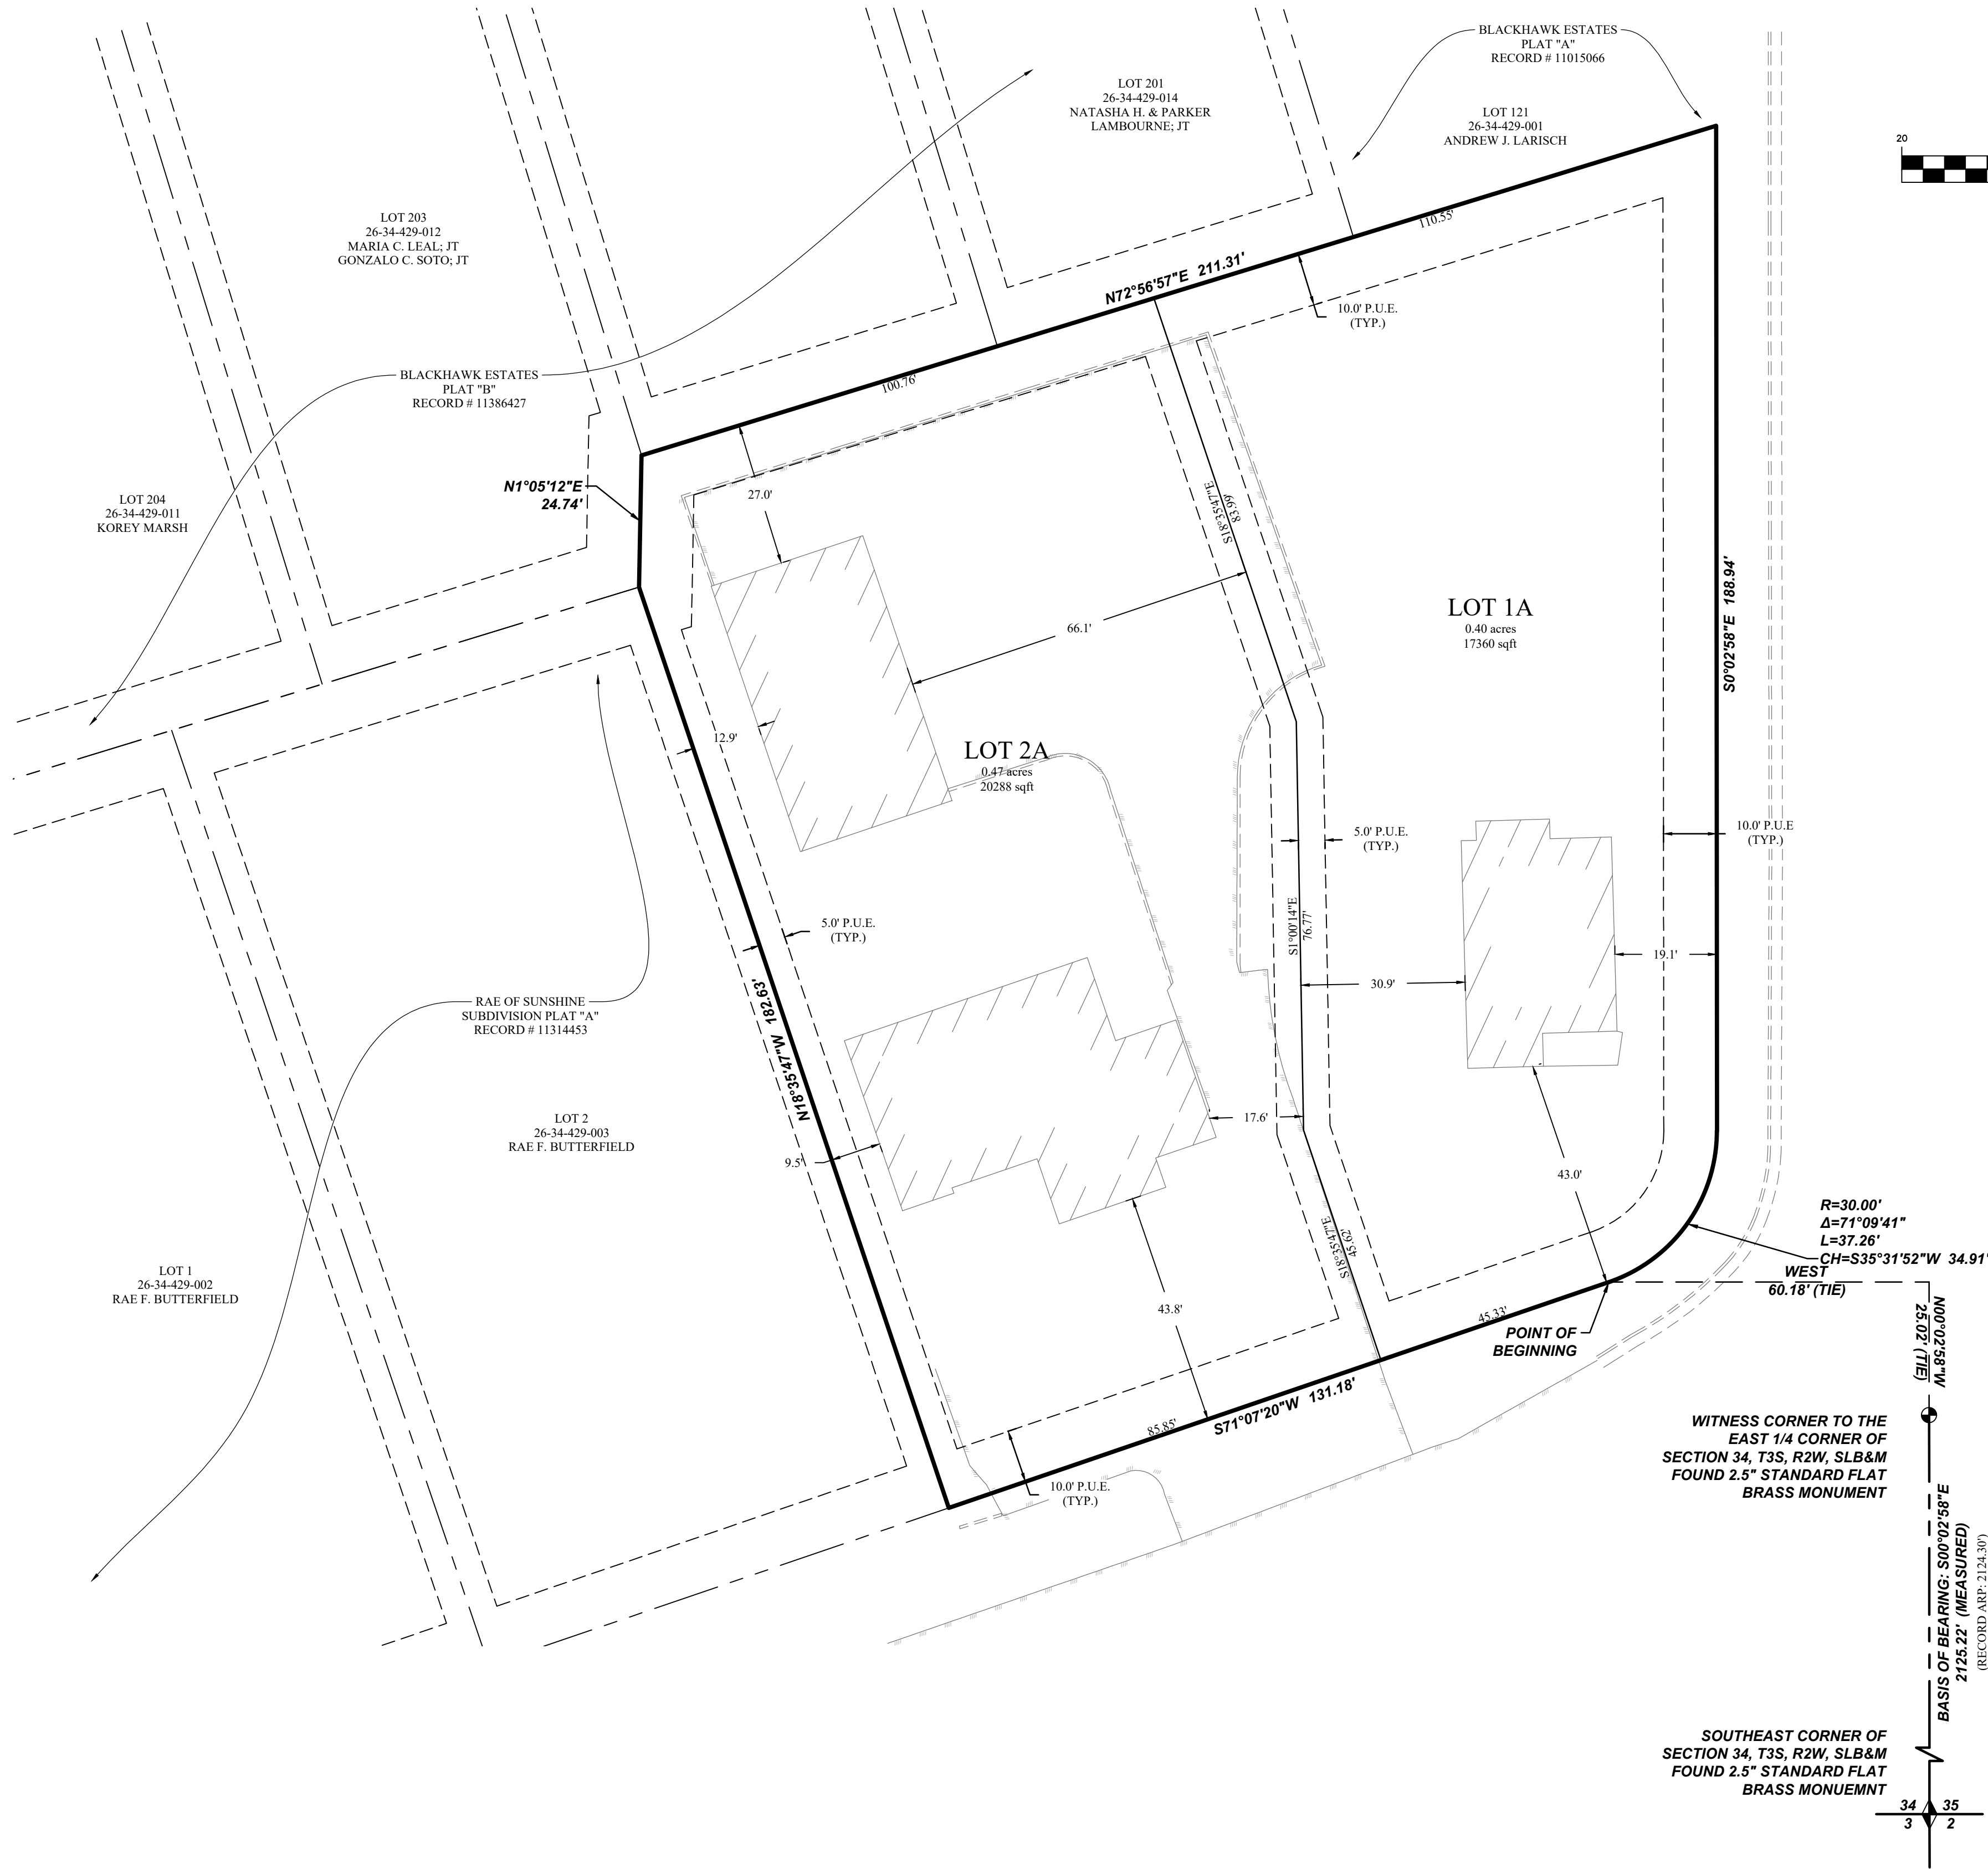 BLACKHAWK ESTATES
PLAT "A"
RECORD # 11015066
LOT 201
26-34-429-014
NATASHA H. & PARKER
LAMBOURNE; JT
LOT 121
26-34-429-001
ANDREW J. LARISCH
20
LOT 203
26-34-429-012
MARIA C. LEAL; JT
GONZALO C. SOTO; JT
110.55'
N72°56'57"E 211.31'
10.0' P.U.E.
(TYP.)
BLACKHAWK ESTATES
PLAT "B"
RECORD # 11386427
100.76'
N1°05'12"E
24.74'
27.0'
LOT 204
26-34-429-011
KOREY MARSH
S18°35'47"E
83.99'
LOT 1A
0.40 acres
17360 sqft
S0°02'58"E 188.94'
66.1'
12.9'
LOT 2A
0.47 acres
20288 sqft
5.0' P.U.E.
(TYP.)
10.0' P.U.E
(TYP.)
5.0' P.U.E.
(TYP.)
S1°00'14"E
76.77'
19.1'
30.9'
RAE OF SUNSHINE
SUBDIVISION PLAT "A"
RECORD # 11314453
N18°35'47"W 182.63'
LOT 2
26-34-429-003
RAE F. BUTTERFIELD
17.6'
9.5'
43.0'
R=30.00'
Δ=71°09'41"
L=37.26'
CH=S35°31'52"W 34.91'
S18°35'47"E
45.62'
LOT 1
26-34-429-002
RAE F. BUTTERFIELD
WEST
60.18' (TIE)
43.8'
45.33'
N00°02'58"W
25.02' (TIE)
POINT OF
BEGINNING
S71°07'20"W 131.18'
85.85'
WITNESS CORNER TO THE
EAST 1/4 CORNER OF
SECTION 34, T3S, R2W, SLB&M
FOUND 2.5" STANDARD FLAT
BRASS MONUMENT
10.0' P.U.E.
(TYP.)
BASIS OF BEARING: S00°02'58"E
2125.22' (MEASURED)
(RECORD ARP: 2124.30')
SOUTHEAST CORNER OF
SECTION 34, T3S, R2W, SLB&M
FOUND 2.5" STANDARD FLAT
BRASS MONUEMNT
34 35
3 2